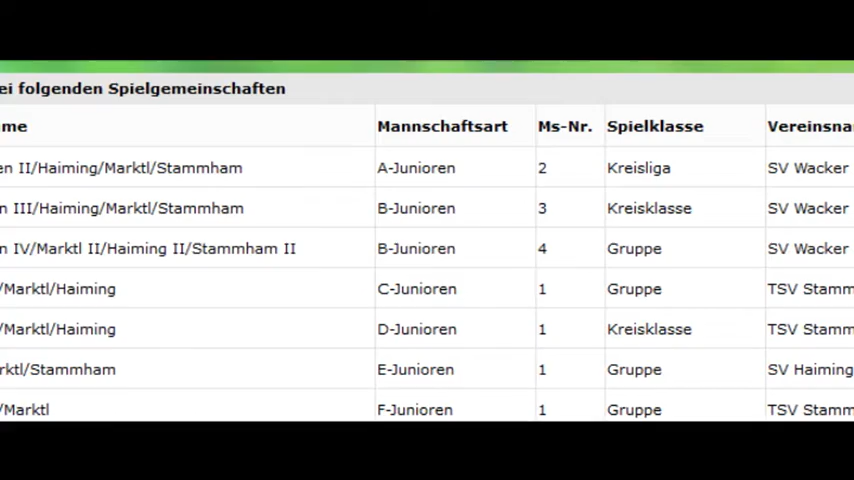 ei folgenden Spielgemeinschaften
me Mannschaftsart Ms-Nr. Spielklasse Vereinsna
en II/Haiming/Marktl/Stammham A-Junioren 2 Kreisliga SV Wacker
n III/Haiming/Marktl/Stammham B-Junioren 3 Kreisklasse SV Wacker
n IV/Marktl II/Haiming II/Stammham II B-Junioren 4 Gruppe SV Wacker
/Marktl/Haiming C-Junioren 1 Gruppe TSV Stamm
/Marktl/Haiming D-Junioren 1 Kreisklasse TSV Stamm
rktl/Stammham E-Junioren 1 Gruppe SV Haiming
/Marktl F-Junioren 1 Gruppe TSV Stamm